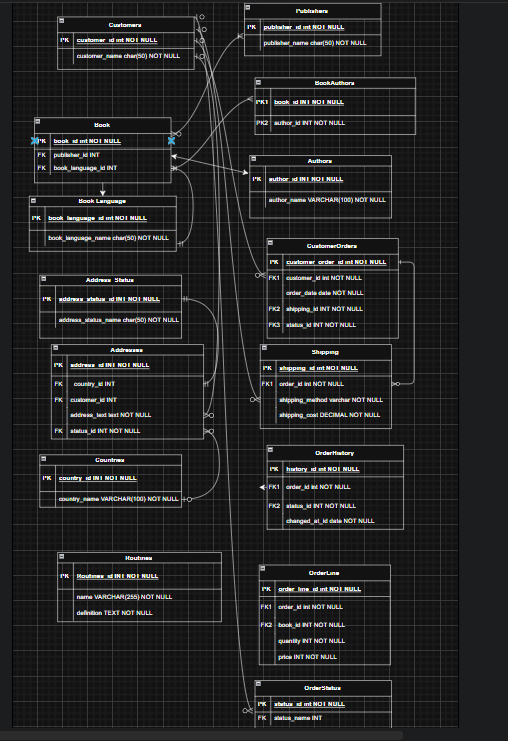 Customers
PK customer_id int NOT NULL
customer_name char(50) NOT NULL
Publishers
PK publisher_id int NOT NULL
publisher_name char(50) NOT NULL
BookAuthors
PK1 book_id INT NOT NULL
PK2 author_id INT NOT NULL
Book
PK book_id int NOT NULL
FK publisher_id INT
FK book_language_id INT
Authors
PK author_id INT NOT NULL
author_name VARCHAR(100) NOT NULL
Book Language
PK book_language_id int NOT NULL
book_language_name char(50) NOT NULL
CustomerOrders
PK customer_order_id int NOT NULL
FK1 customer_id int NOT NULL
order_date date NOT NULL
FK2 shipping_id INT NOT NULL
FK3 status_id INT NOT NULL
Address_Status
PK address_status_id INT NOT NULL
address_status_name char(50) NOT NULL
Addresses
PK address_id INT NOT NULL
FK country_id INT
FK customer_id INT
address_text text NOT NULL
FK status_id INT NOT NULL
Shipping
PK shipping_id int NOT NULL
FK1 order_id int NOT NULL
shipping_method varchar NOT NULL
shipping_cost DECIMAL NOT NULL
Countries
PK country_id INT NOT NULL
country_name VARCHAR(100) NOT NULL
OrderHistory
PK history_id int NOT NULL
FK1 order_id int NOT NULL
FK2 status_id INT NOT NULL
changed_at_id date NOT NULL
Routines
PK Routines_id INT NOT NULL
name VARCHAR(255) NOT NULL
definition TEXT NOT NULL
OrderLine
PK order_line_id int NOT NULL
FK1 order_id int NOT NULL
FK2 book_id INT NOT NULL
quantity INT NOT NULL
price INT NOT NULL
OrderStatus
PK status_id int NOT NULL
FK status_name INT